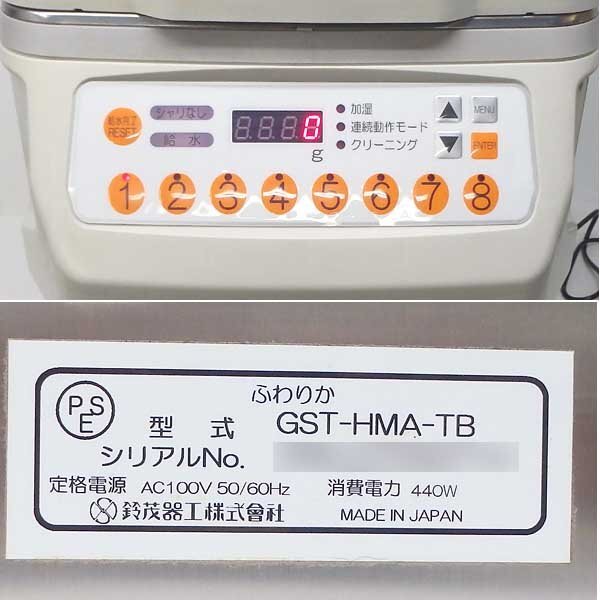 給水完了
RESET
シャリなし
給 水
8.8.8.0
g
加湿
連続動作モード
クリーニング
MENU
ENTER
1 2 3 4 5 6 7 8
PSE
ふわりか
型 式 GST-HMA-TB
シリアルNo.
定格電源 AC100V 50/60Hz 消費電力 440W
鈴茂器工株式會社 MADE IN JAPAN